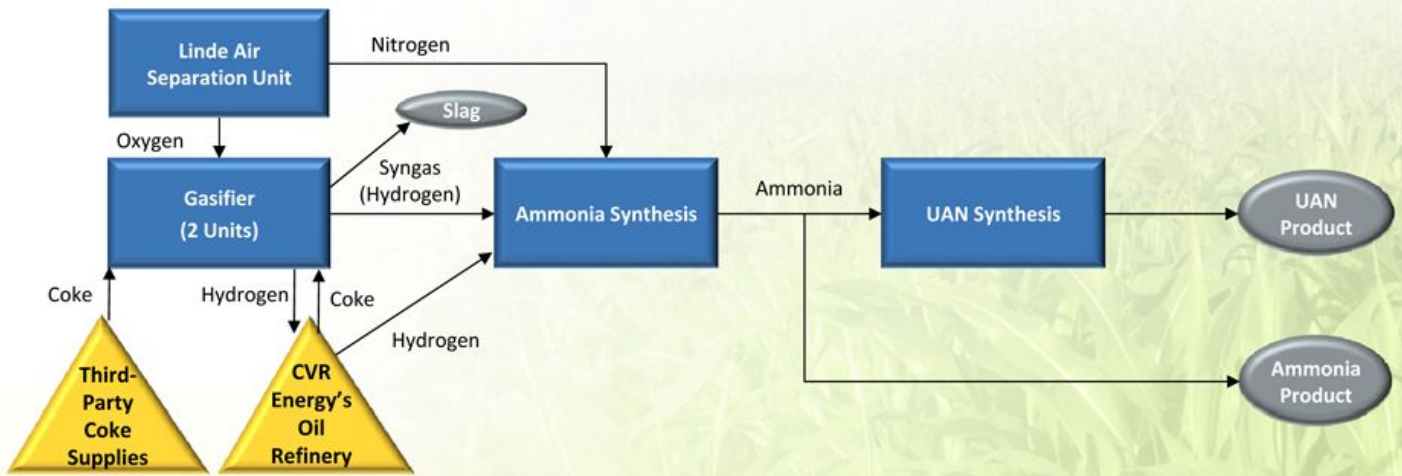 Linde Air
Separation Unit
Nitrogen
Slag
Oxygen
Gasifier
(2 Units)
Syngas
(Hydrogen)
Ammonia Synthesis
Ammonia
UAN Synthesis
UAN
Product
Coke
Hydrogen
Coke
Hydrogen
Third-
Party
Coke
Supplies
CVR
Energy’s
Oil
Refinery
Ammonia
Product